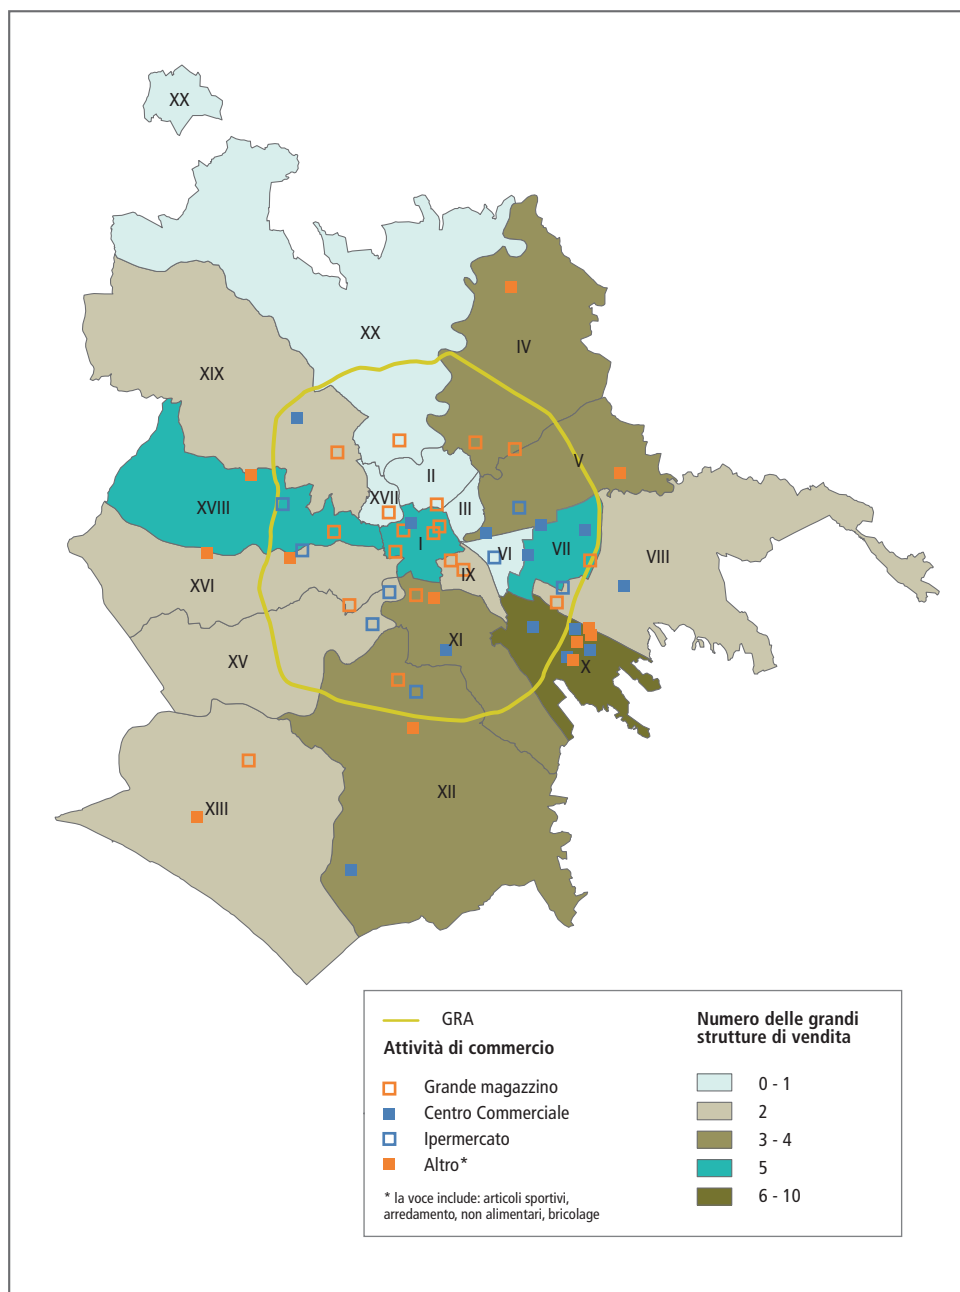 XX
XX
IV
XIX
V
II
XVII
III
XVIII
I
VI
VII
VIII
IX
XVI
XI
XV
X
XII
XIII
GRA
Attività di commercio
Grande magazzino
Centro Commerciale
Ipermercato
Altro*
* la voce include: articoli sportivi,
arredamento, non alimentari, bricolage
Numero delle grandi
strutture di vendita
0 - 1
2
3 - 4
5
6 - 10